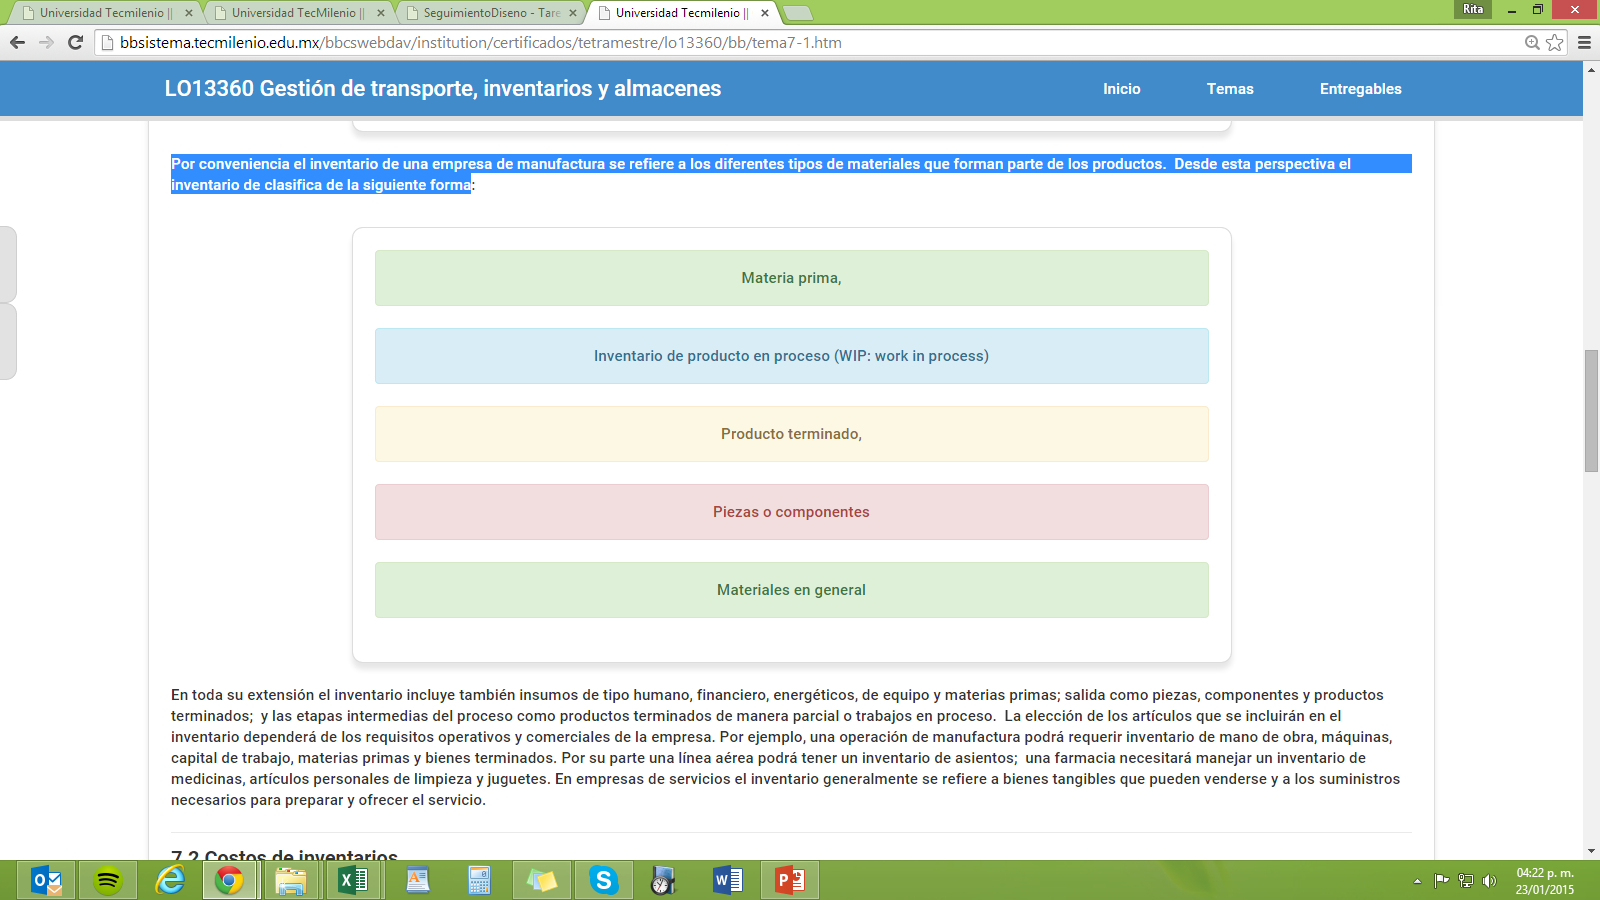 Universidad Tecmilenio ||
Universidad TecMilenio ||
SeguimientoDiseno - Tare
Universidad Tecmilenio ||
Rita
bbsistema.tecmilenio.edu.mx/bbcswebdav/institution/certificados/tetramestre/lo13360/bb/tema7-1.htm
LO13360 Gestión de transporte, inventarios y almacenes
Inicio
Temas
Entregables
Por conveniencia el inventario de una empresa de manufactura se refiere a los diferentes tipos de materiales que forman parte de los productos.  Desde esta perspectiva el
inventario de clasifica de la siguiente forma:
Materia prima,
Inventario de producto en proceso (WIP: work in process)
Producto terminado,
Piezas o componentes
Materiales en general
En toda su extensión el inventario incluye también insumos de tipo humano, financiero, energéticos, de equipo y materias primas; salida como piezas, componentes y productos
terminados;  y las etapas intermedias del proceso como productos terminados de manera parcial o trabajos en proceso.  La elección de los artículos que se incluirán en el
inventario dependerá de los requisitos operativos y comerciales de la empresa. Por ejemplo, una operación de manufactura podrá requerir inventario de mano de obra, máquinas,
capital de trabajo, materias primas y bienes terminados. Por su parte una línea aérea podrá tener un inventario de asientos;  una farmacia necesitará manejar un inventario de
medicinas, artículos personales de limpieza y juguetes. En empresas de servicios el inventario generalmente se refiere a bienes tangibles que pueden venderse y a los suministros
necesarios para preparar y ofrecer el servicio.
7.2 Costos de inventarios
04:22 p. m.
23/01/2015